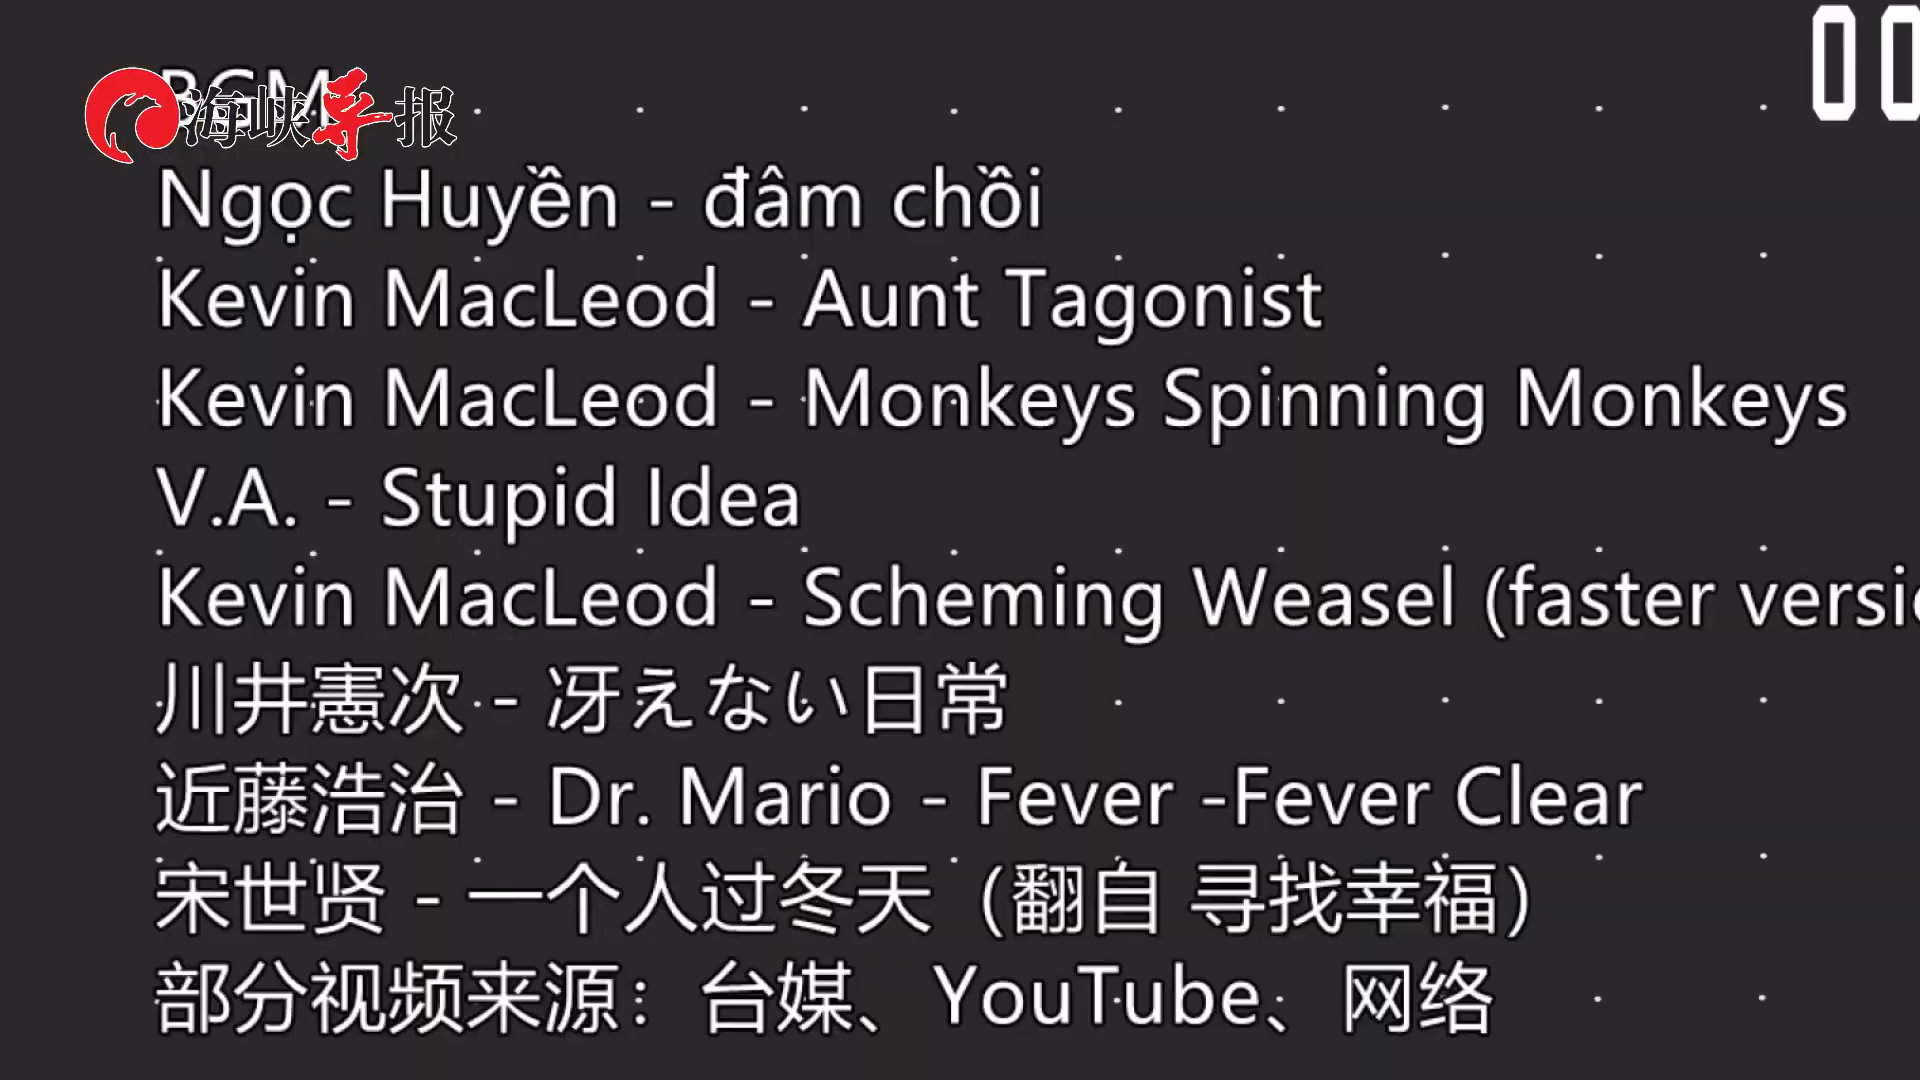 BGM
海峡导报
00
Ngọc Huyền - đâm chồi
Kevin MacLeod - Aunt Tagonist
Kevin MacLeod - Monkeys Spinning Monkeys
V.A. - Stupid Idea
Kevin MacLeod - Scheming Weasel (faster versi
川井憲次 - 冴えない日常
近藤浩治 - Dr. Mario - Fever -Fever Clear
宋世贤 - 一个人过冬天（翻自 寻找幸福）
部分视频来源：台媒、YouTube、网络